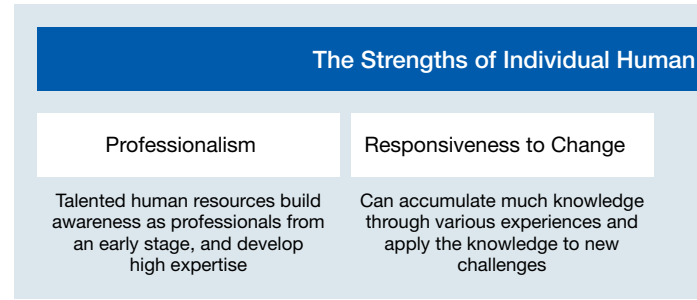 The Strengths of Individual Human
Professionalism
Talented human resources build
awareness as professionals from
an early stage, and develop
high expertise
Responsiveness to Change
Can accumulate much knowledge
through various experiences and
apply the knowledge to new
challenges